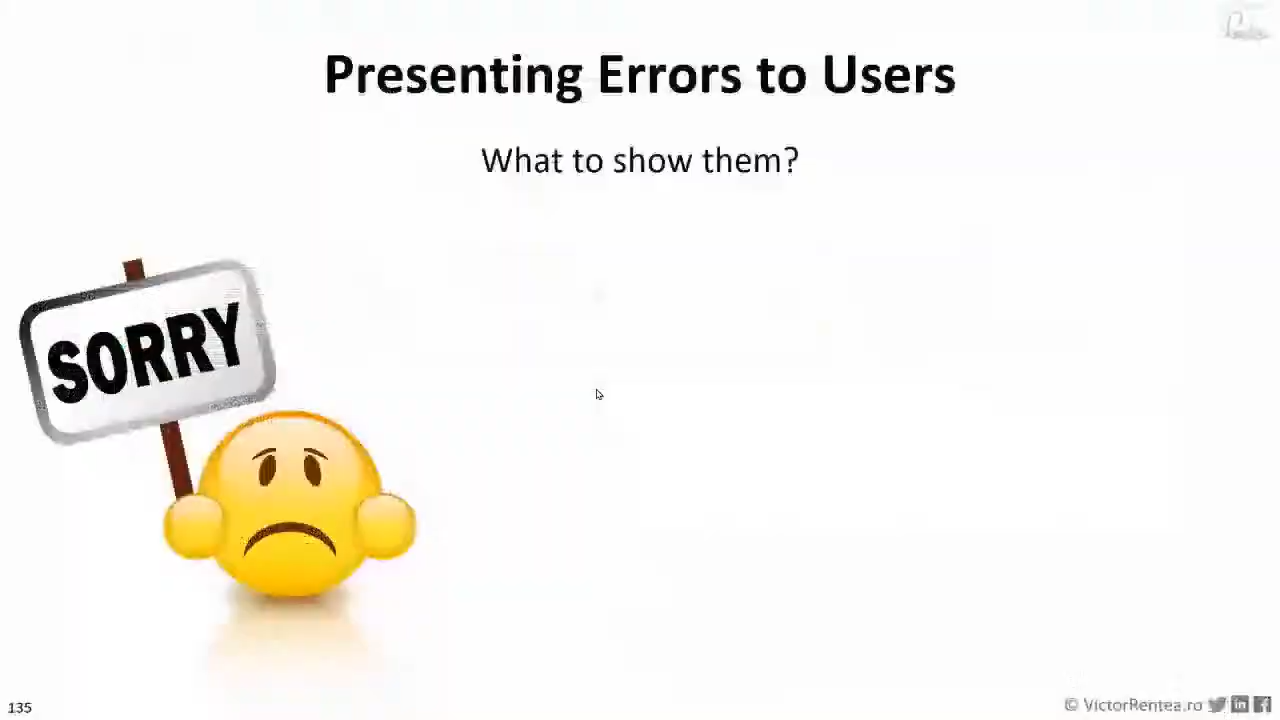 Presenting Errors to Users
What to show them?
SORRY
135
© VictorRentea.ro